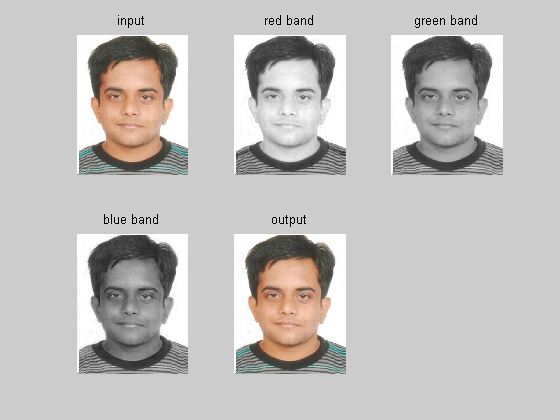 input
red band
green band
blue band
output